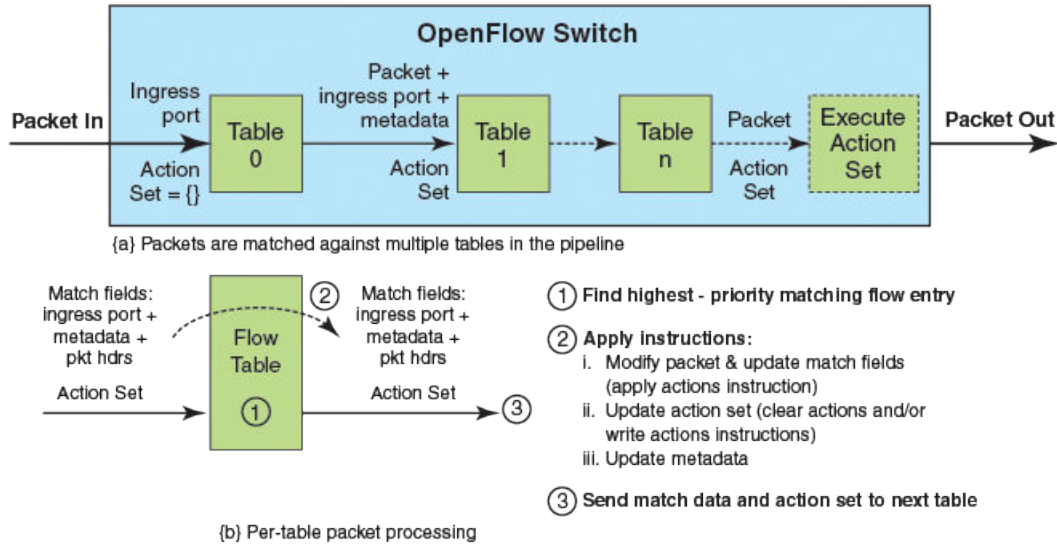 OpenFlow Switch
Packet In
Ingress
port
Action
Set = {}
Table
0
Packet +
ingress port +
metadata
Action
Set
Table
1
Table
n
Packet
Action
Set
Execute
Action
Set
Packet Out
{a} Packets are matched against multiple tables in the pipeline
Match fields:
ingress port +
metadata +
pkt hdrs
Action Set
Flow
Table
1
2
Match fields:
ingress port +
metadata +
pkt hdrs
Action Set
3
{b} Per-table packet processing
1 Find highest - priority matching flow entry
2 Apply instructions:
i. Modify packet & update match fields
(apply actions instruction)
ii. Update action set (clear actions and/or
write actions instructions)
iii. Update metadata
3 Send match data and action set to next table